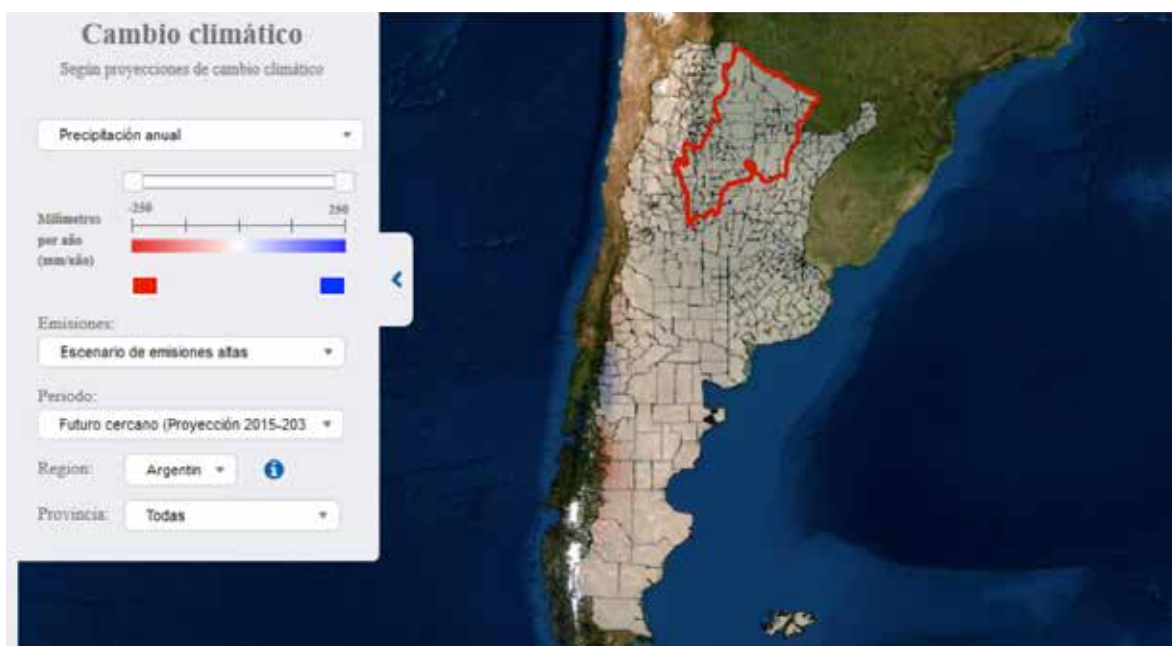 Cambio climático
Según proyecciones de cambio climático
Precipitación anual
-250 250
Milímetros
por año
(mm/año)
Emisiones:
Escenario de emisiones altas
Periodo:
Futuro cercano (Proyección 2015-203
Region: Argentin
Provincia: Todas